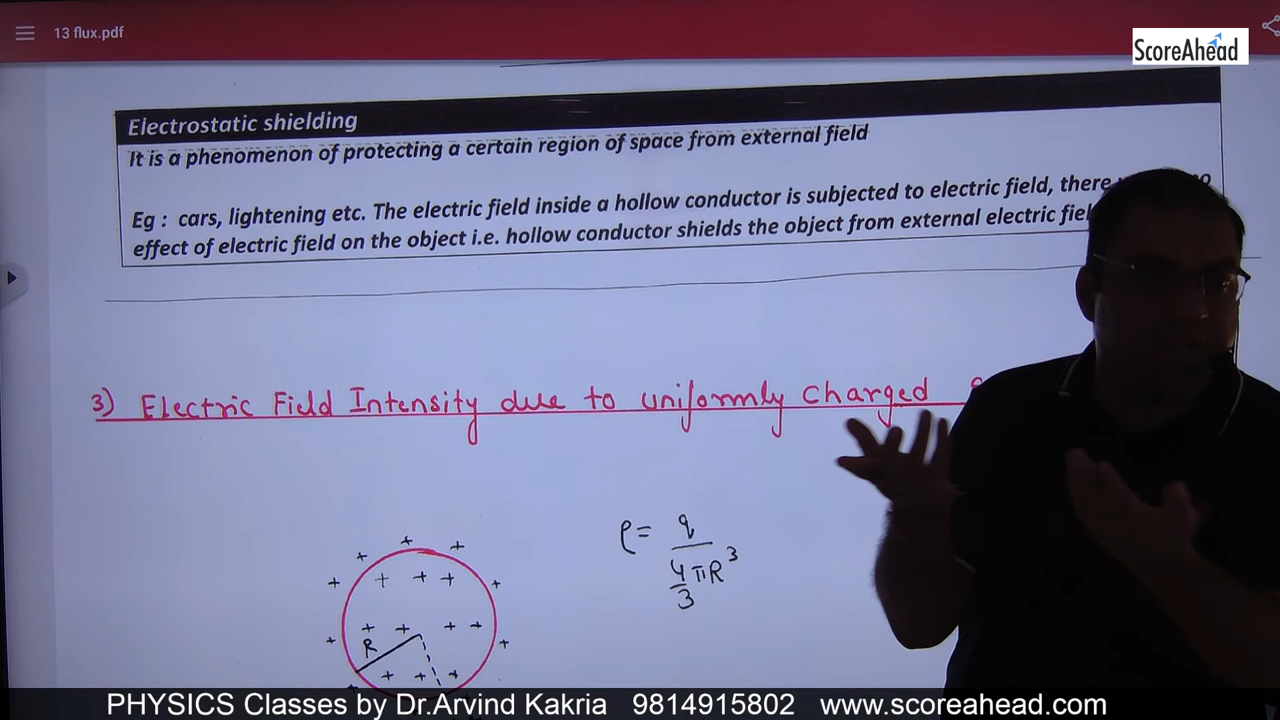 13 flux.pdf
ScoreAhead
Electrostatic shielding
It is a phenomenon of protecting a certain region of space from external field
Eg : cars, lightening etc. The electric field inside a hollow conductor is subjected to electric field, there
effect of electric field on the object i.e. hollow conductor shields the object from external electric
3) Electric Field Intensity due to uniformly Charged
ρ = q
4/3 πR³
R
PHYSICS Classes by Dr.Arvind Kakria 9814915802 www.scoreahead.com